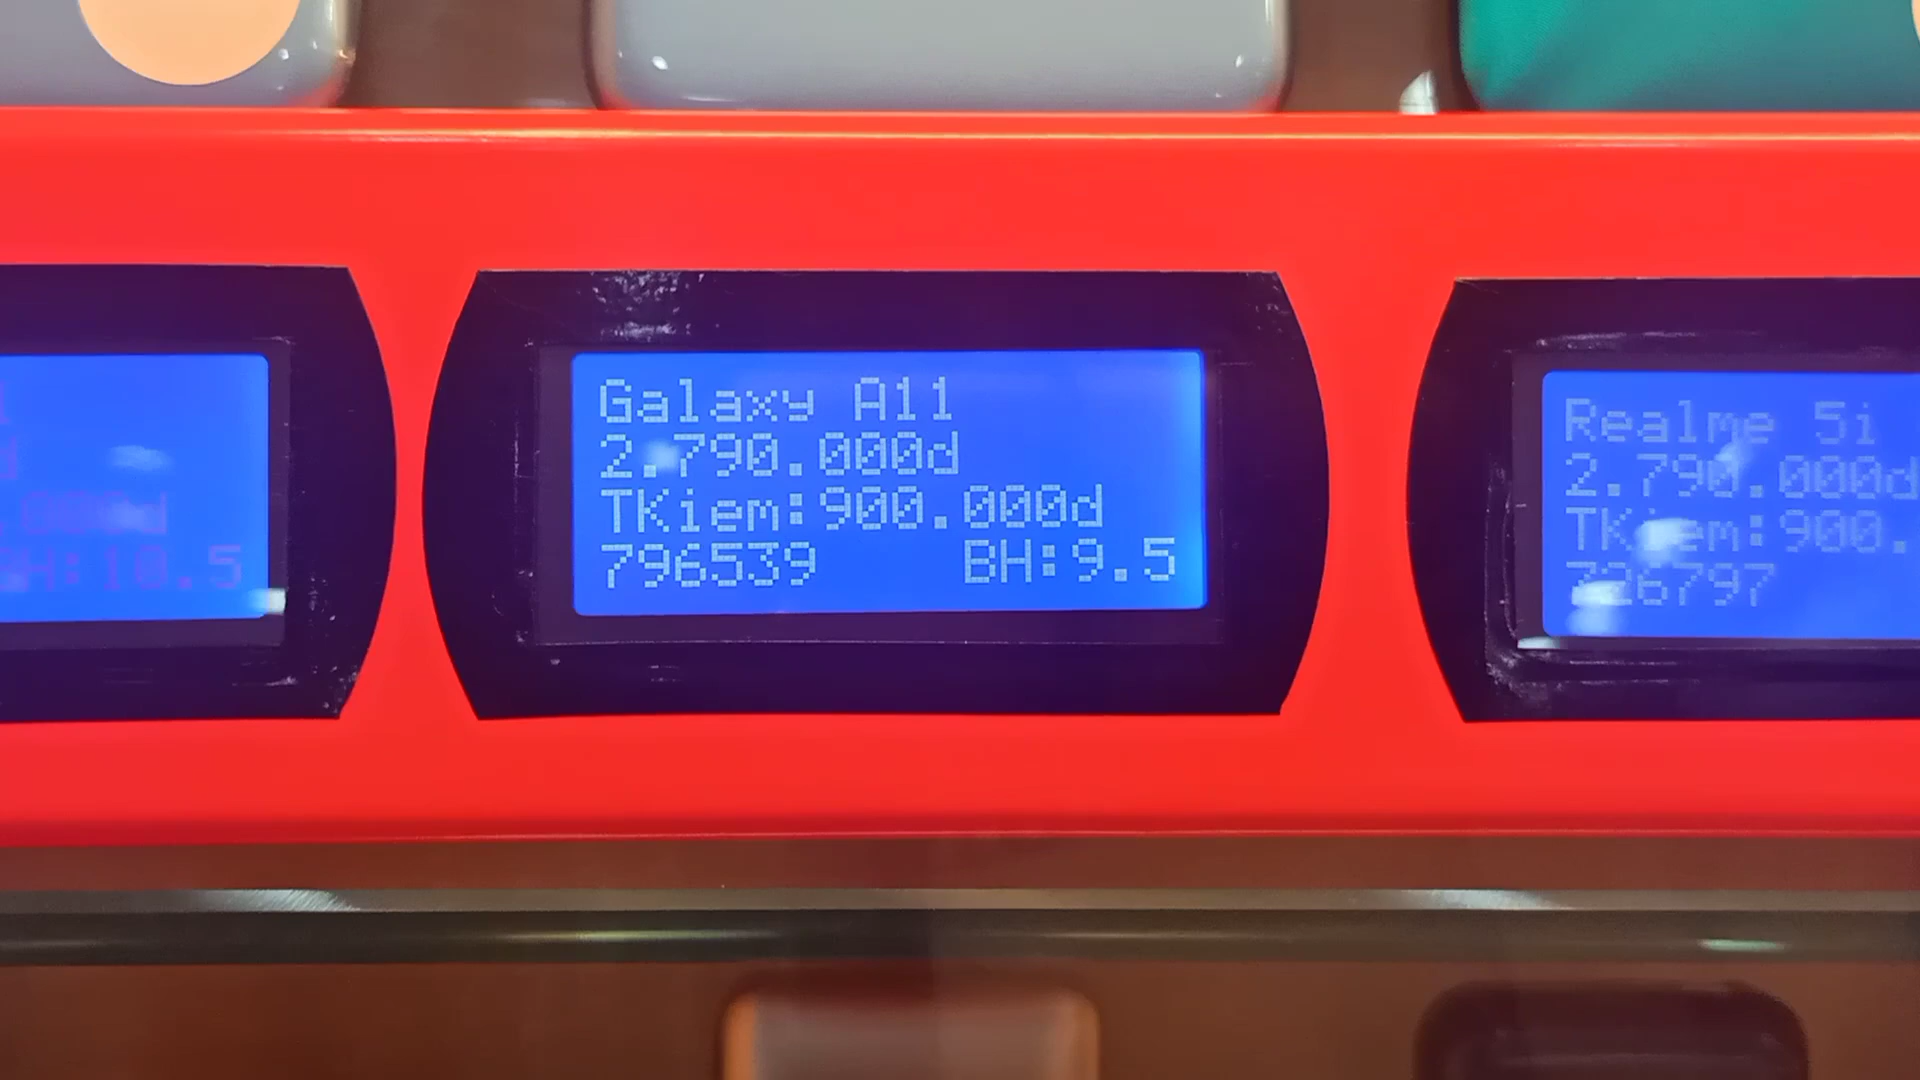 H:10.5
Galaxy A11
2.790.000d
TKiem:900.000d
796539 BH:9.5
Realme 5i
2.790.000d
TKiem:900.
726797